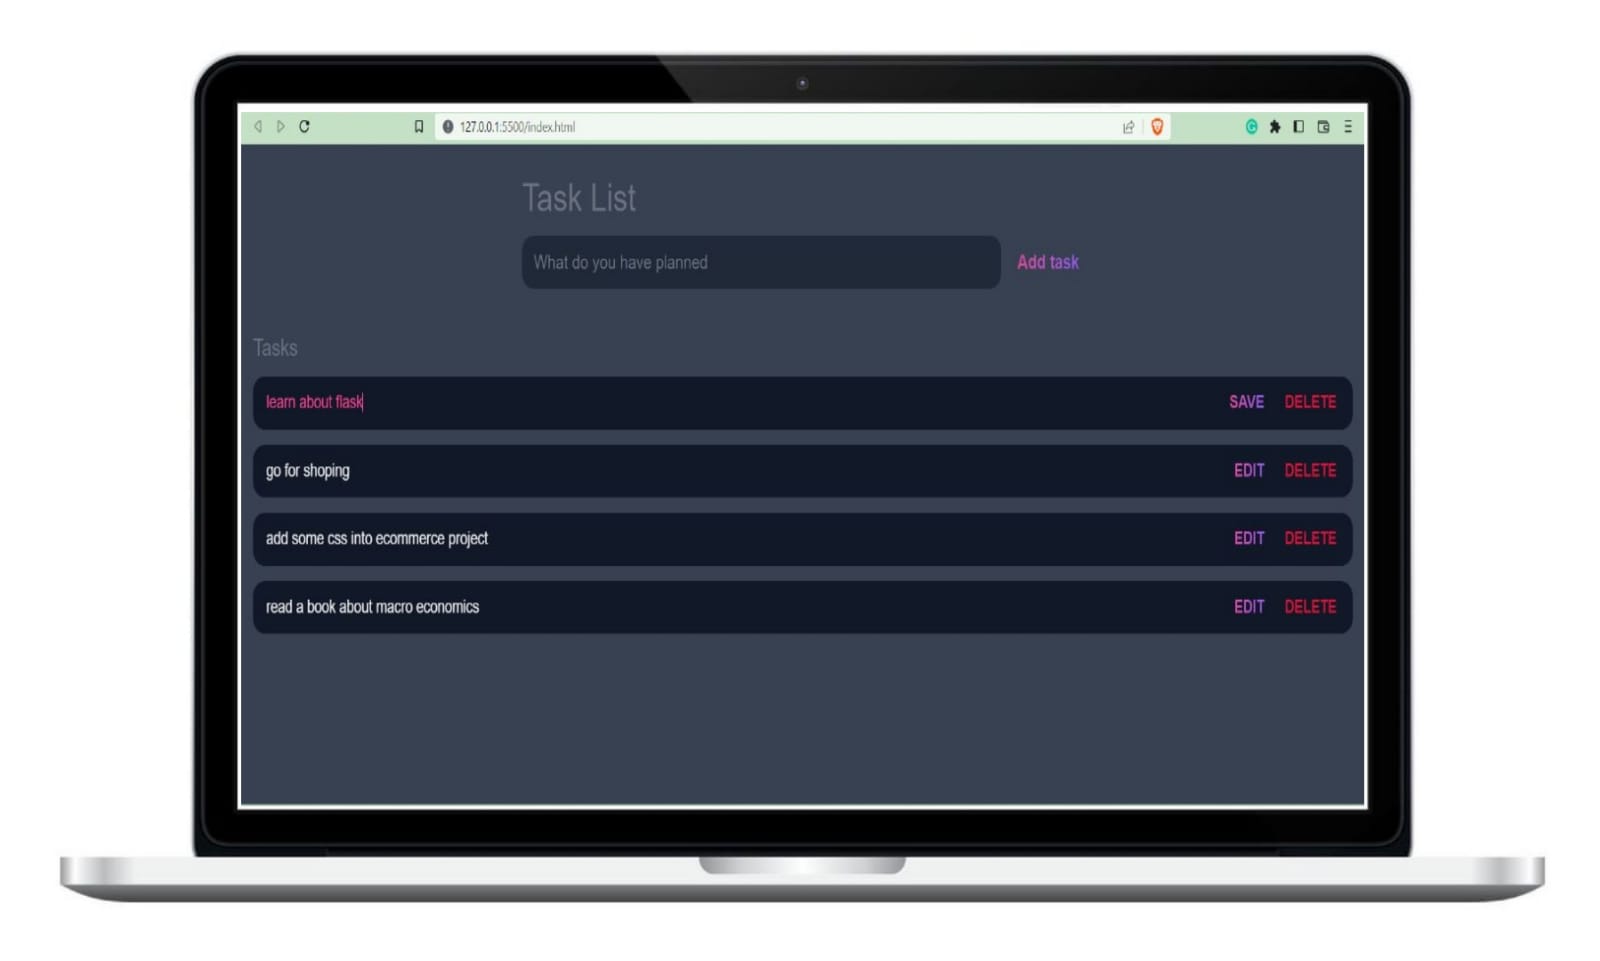 127.0.0.1:5500/index.html
Task List
What do you have planned Add task
Tasks
learn about flask SAVE DELETE
go for shoping EDIT DELETE
add some css into ecommerce project EDIT DELETE
read a book about macro economics EDIT DELETE